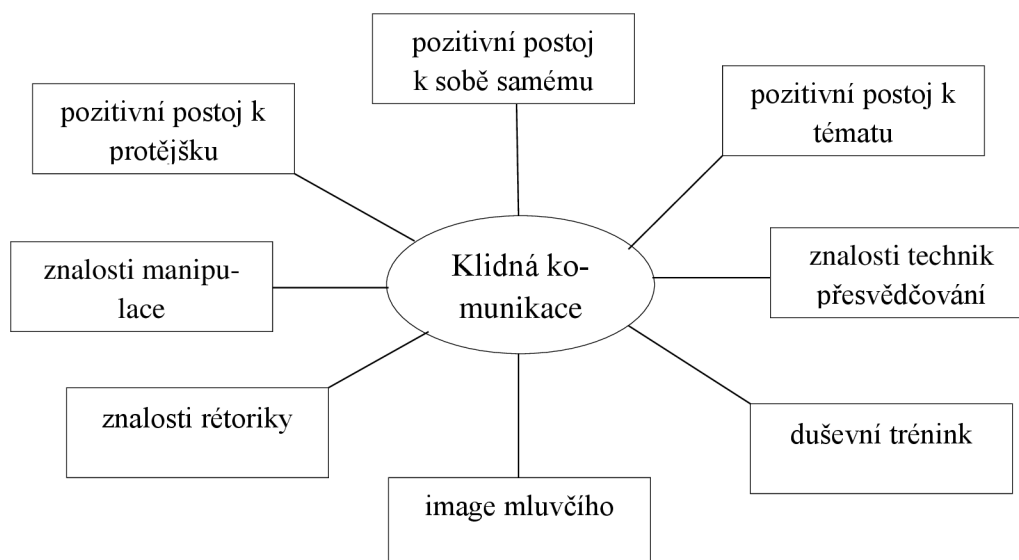 pozitivní postoj
k sobě samému
pozitivní postoj k
protějšku
pozitivní postoj k
tématu
znalosti manipu-
lace
Klidná ko-
munikace
znalosti technik
přesvědčování
znalosti rétoriky
duševní trénink
image mluvčího